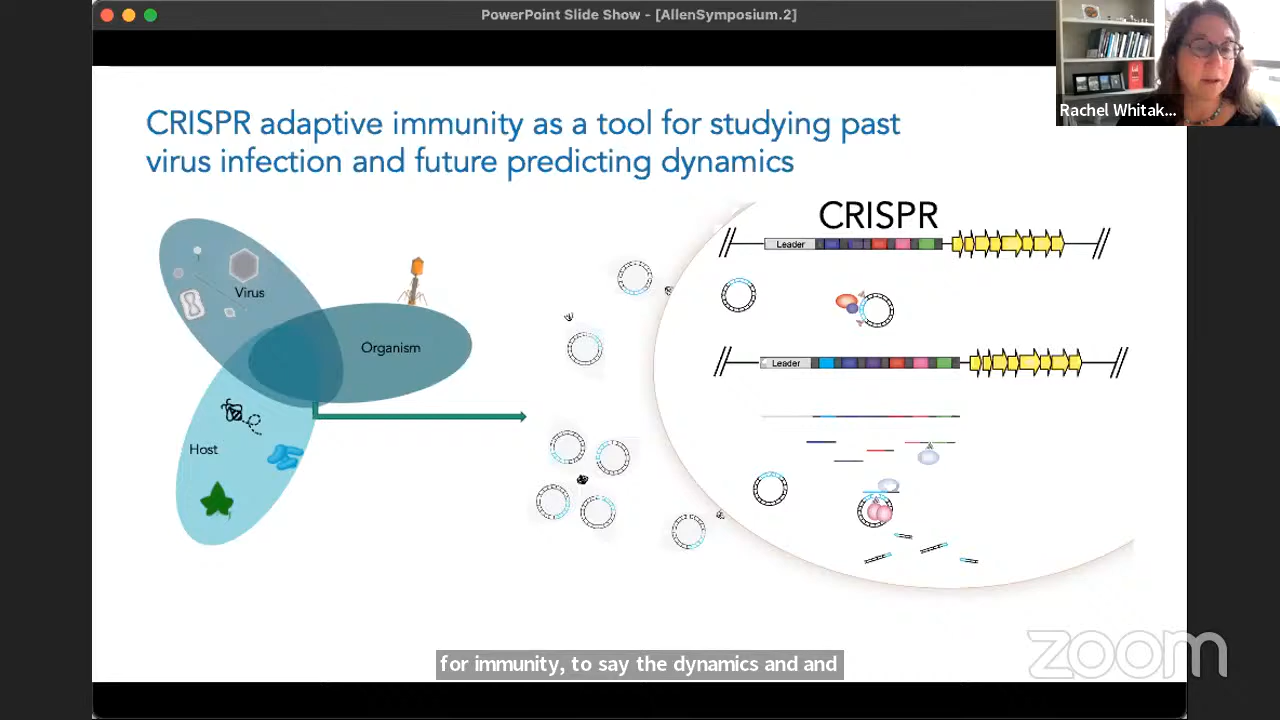 PowerPoint Slide Show - [AllenSymposium.2]
Rachel Whitak...
CRISPR adaptive immunity as a tool for studying past
virus infection and future predicting dynamics
CRISPR
Leader
Virus
Organism
Leader
Host
for immunity, to say the dynamics and and
zoom